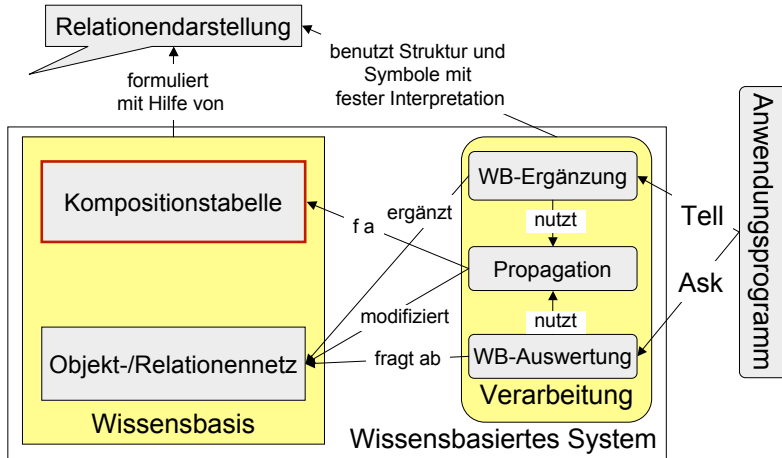 Relationendarstellung
benutzt Struktur und
Symbole mit
fester Interpretation
formuliert
mit Hilfe von
Kompositionstabelle
WB-Ergänzung
ergänzt
nutzt
f a
Propagation
Tell
Ask
Anwendungsprogramm
modifiziert
nutzt
Objekt-/Relationennetz
fragt ab
WB-Auswertung
Verarbeitung
Wissensbasis
Wissensbasiertes System